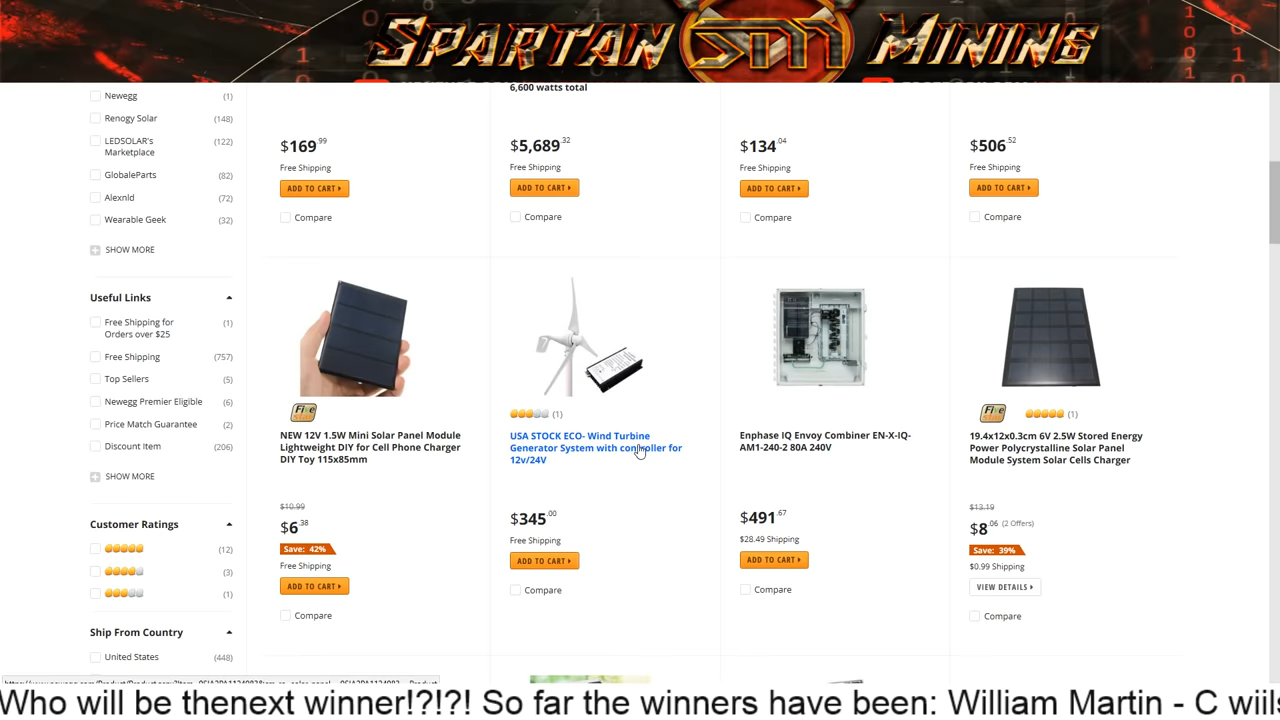 SPARTAN SM MINING
Newegg (1)
Renogy Solar (148)
LEDSOLAR's Marketplace (122)
GlobaleParts (82)
Alexnld (72)
Wearable Geek (32)
SHOW MORE
Useful Links
Free Shipping for Orders over $25 (1)
Free Shipping (757)
Top Sellers (5)
Newegg Premier Eligible (6)
Price Match Guarantee (2)
Discount Item (206)
SHOW MORE
Customer Ratings
(12)
(3)
(1)
Ship From Country
United States (448)
6,600 watts total
$169.99
Free Shipping
ADD TO CART
Compare
$5,689.32
Free Shipping
ADD TO CART
Compare
$134.04
Free Shipping
ADD TO CART
Compare
$506.52
Free Shipping
ADD TO CART
Compare
NEW 12V 1.5W Mini Solar Panel Module
Lightweight DIY for Cell Phone Charger
DIY Toy 115x85mm
$10.99
$6.38
Save: 42%
Free Shipping
ADD TO CART
Compare
(1)
USA STOCK ECO- Wind Turbine
Generator System with controller for
12v/24V
$345.00
Free Shipping
ADD TO CART
Compare
Enphase IQ Envoy Combiner EN-X-IQ-
AM1-240-2 80A 240V
$491.67
$28.49 Shipping
ADD TO CART
Compare
(1)
19.4x12x0.3cm 6V 2.5W Stored Energy
Power Polycrystalline Solar Panel
Module System Solar Cells Charger
$13.19
$8.06 (2 Offers)
Save: 39%
$0.99 Shipping
VIEW DETAILS
Compare
Who will be thenext winner!?!?! So far the winners have been: William Martin - C wiils